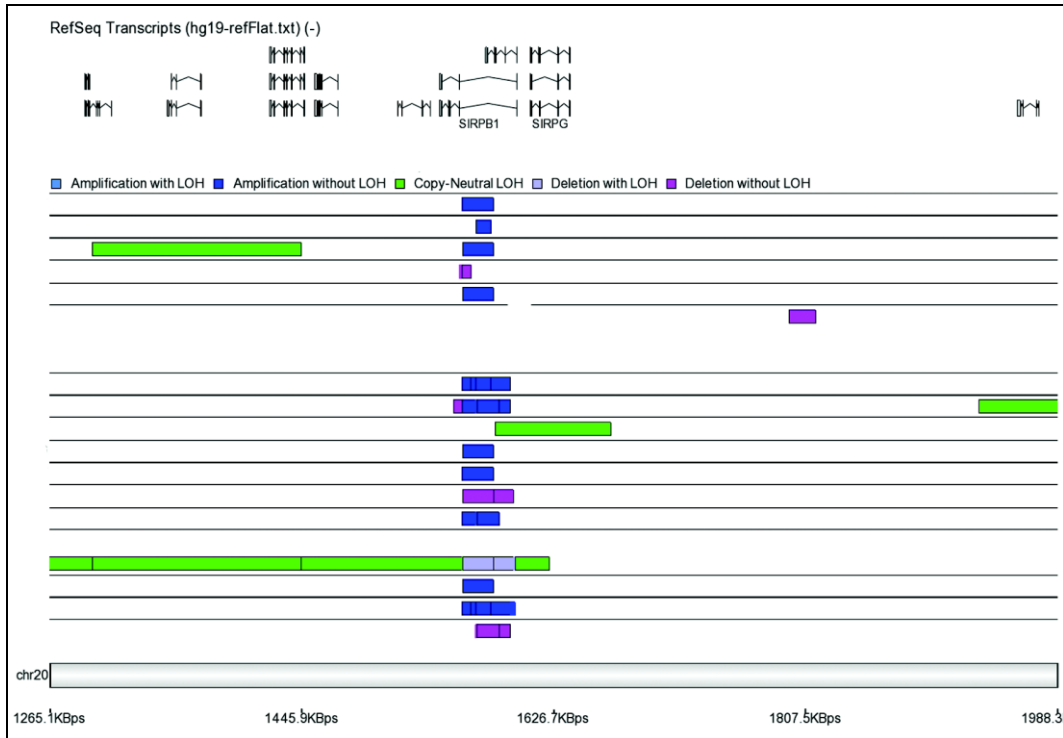 RefSeq Transcripts (hg19-refFlat.txt) (-)
SIRPB1 SIRPG
Amplification with LOH Amplification without LOH Copy-Neutral LOH Deletion with LOH Deletion without LOH
chr20
1265.1KBps 1445.9KBps 1626.7KBps 1807.5KBps 1988.3